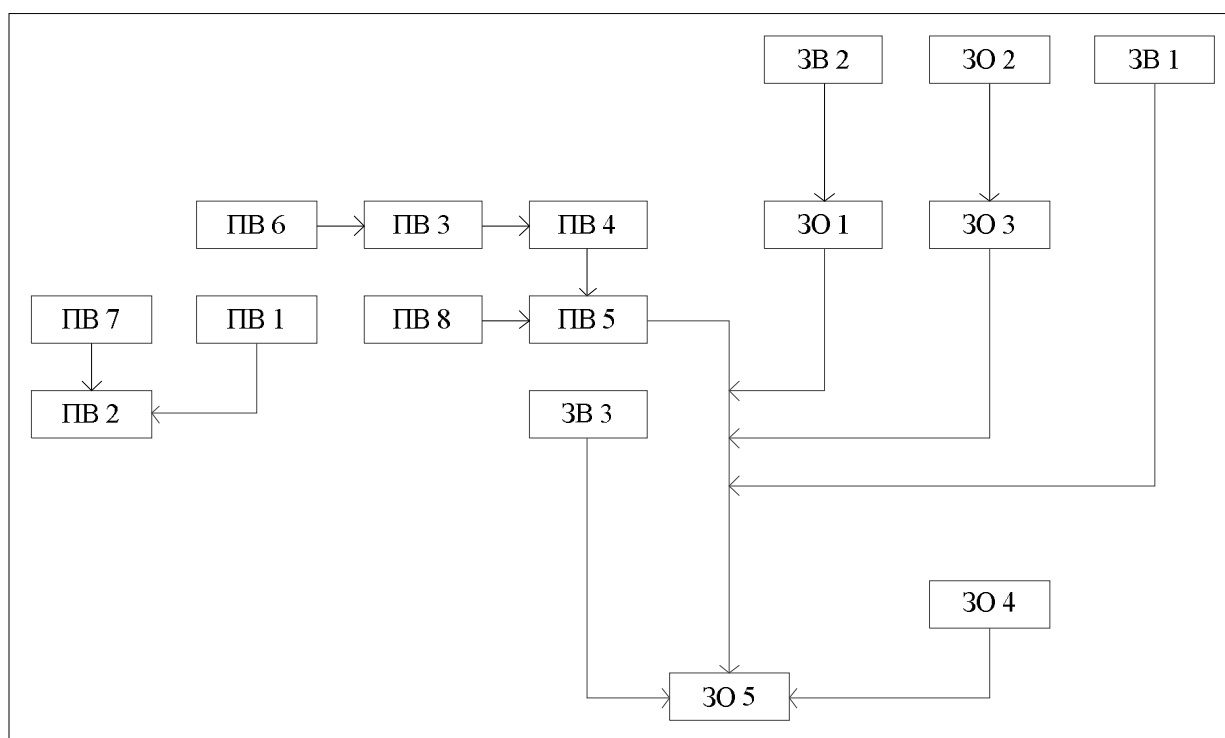 ЗВ 2
ЗО 2
ЗВ 1
ПВ 6
ПВ 3
ПВ 4
ЗО 1
ЗО 3
ПВ 7
ПВ 1
ПВ 8
ПВ 5
ПВ 2
ЗВ 3
ЗО 4
ЗО 5